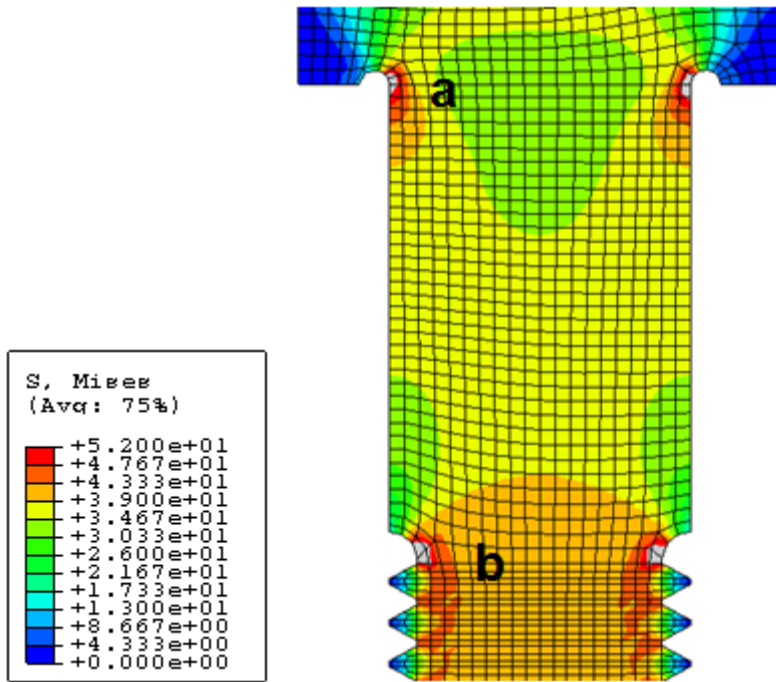 a
S, Mises
(Avg: 75%)
+5.200e+01
+4.767e+01
+4.333e+01
+3.900e+01
+3.467e+01
+3.033e+01
+2.600e+01
+2.167e+01
+1.733e+01
+1.300e+01
+8.667e+00
+4.333e+00
+0.000e+00
b